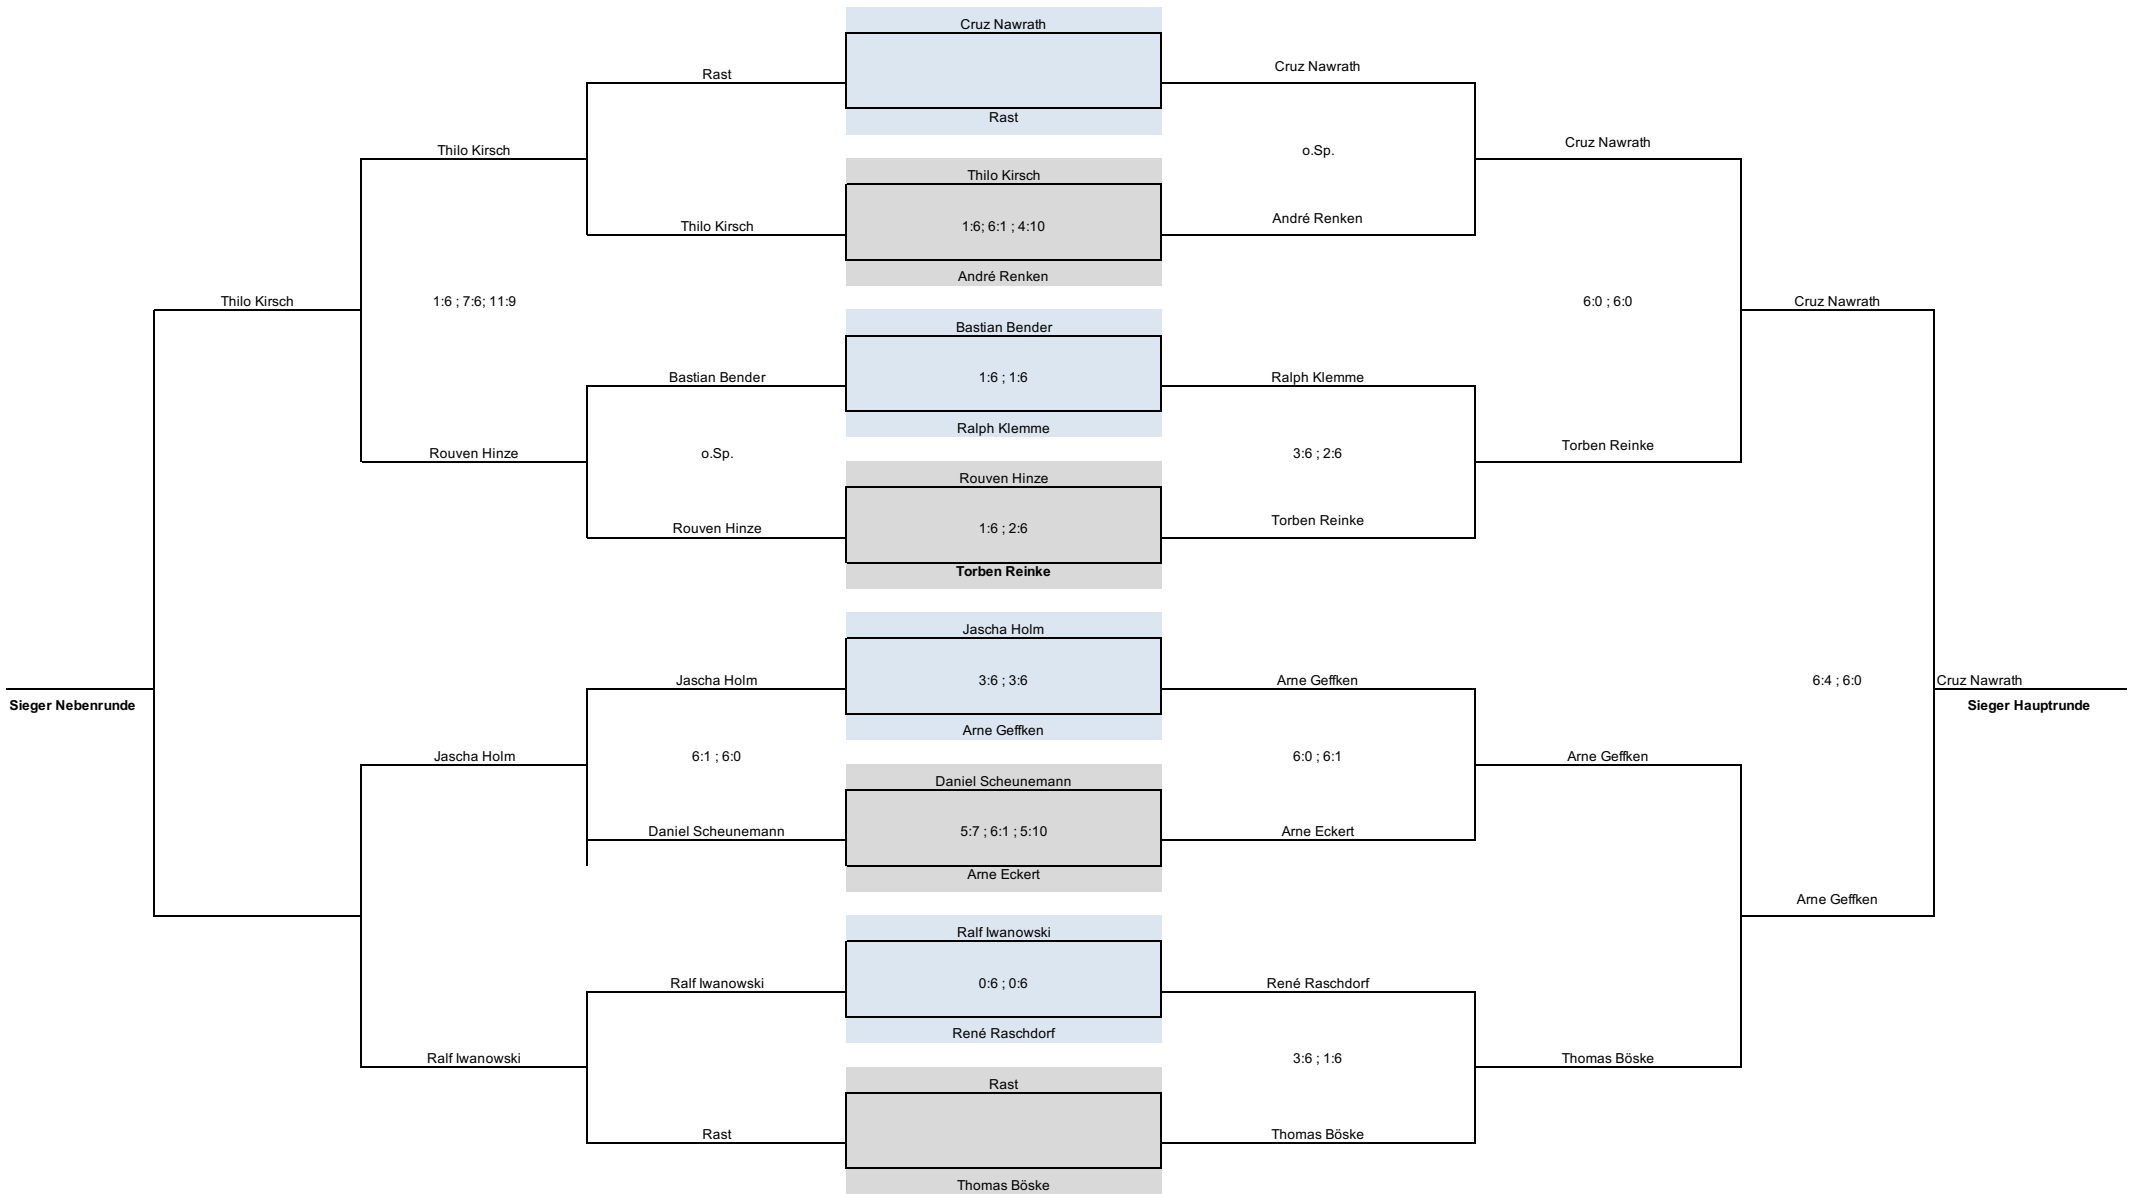 Cruz Nawrath
Rast
Cruz Nawrath
Rast
Thilo Kirsch
o.Sp.
Cruz Nawrath
Thilo Kirsch
Thilo Kirsch
1:6; 6:1 ; 4:10
André Renken
André Renken
Thilo Kirsch
1:6 ; 7:6; 11:9
6:0 ; 6:0
Cruz Nawrath
Bastian Bender
Bastian Bender
1:6 ; 1:6
Ralph Klemme
Ralph Klemme
Rouven Hinze
o.Sp.
3:6 ; 2:6
Torben Reinke
Rouven Hinze
Rouven Hinze
1:6 ; 2:6
Torben Reinke
Torben Reinke
Jascha Holm
Jascha Holm
3:6 ; 3:6
Arne Geffken
6:4 ; 6:0
Cruz Nawrath
Sieger Nebenrunde
Sieger Hauptrunde
Arne Geffken
Jascha Holm
6:1 ; 6:0
6:0 ; 6:1
Arne Geffken
Daniel Scheunemann
Daniel Scheunemann
5:7 ; 6:1 ; 5:10
Arne Eckert
Arne Eckert
Arne Geffken
Ralf Iwanowski
Ralf Iwanowski
0:6 ; 0:6
René Raschdorf
René Raschdorf
Ralf Iwanowski
3:6 ; 1:6
Thomas Böske
Rast
Rast
Thomas Böske
Thomas Böske